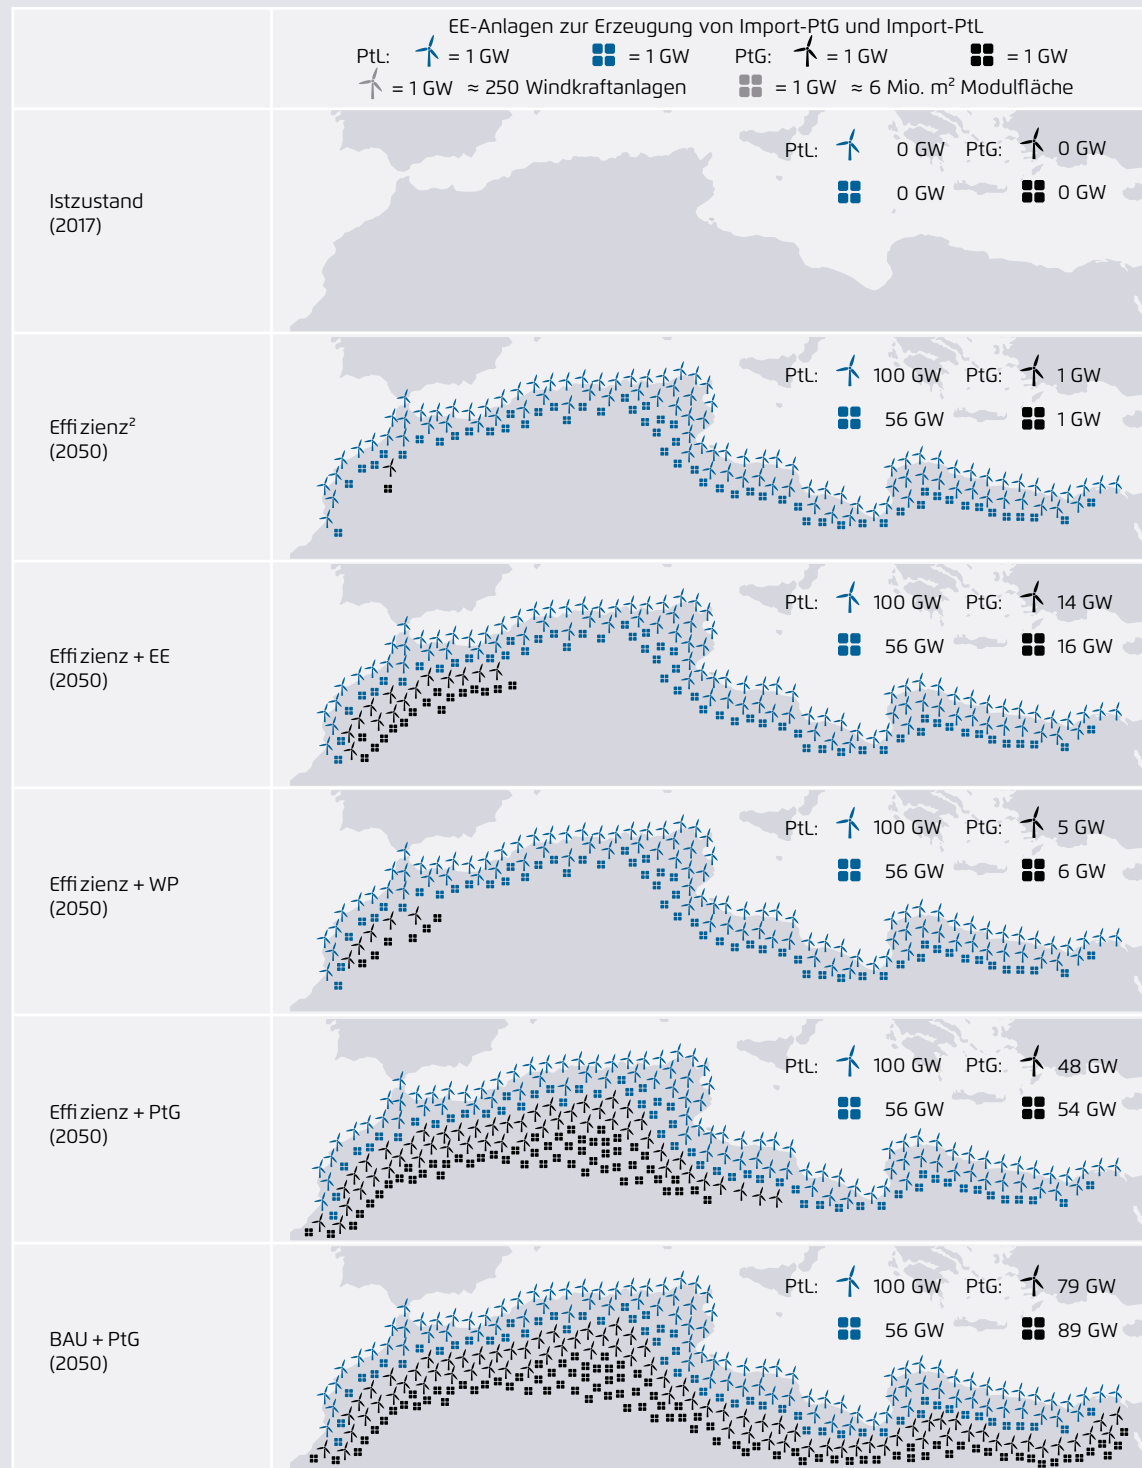 EE-Anlagen zur Erzeugung von Import-PtG und Import-PtL
PtL: = 1 GW = 1 GW PtG: = 1 GW = 1 GW
= 1 GW ≈ 250 Windkraftanlagen = 1 GW ≈ 6 Mio. m² Modulfläche
Istzustand
(2017)
PtL: 0 GW PtG: 0 GW
0 GW 0 GW
Effizienz²
(2050)
PtL: 100 GW PtG: 1 GW
56 GW 1 GW
Effizienz + EE
(2050)
PtL: 100 GW PtG: 14 GW
56 GW 16 GW
Effizienz + WP
(2050)
PtL: 100 GW PtG: 5 GW
56 GW 6 GW
Effizienz + PtG
(2050)
PtL: 100 GW PtG: 48 GW
56 GW 54 GW
BAU + PtG
(2050)
PtL: 100 GW PtG: 79 GW
56 GW 89 GW